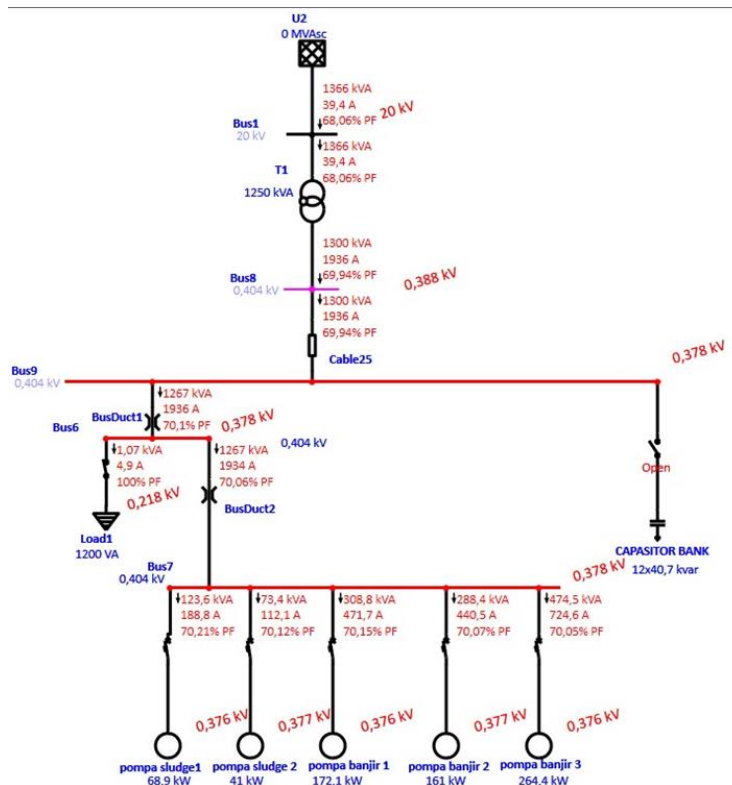 U2
0 MVAsc
1366 kVA
39,4 A
68,06% PF
20 kV
Bus1
20 kV
1366 kVA
39,4 A
68,06% PF
T1
1250 kVA
1300 kVA
1936 A
69,94% PF
Bus8
0,404 kV
0,388 kV
1300 kVA
1936 A
69,94% PF
Cable25
Bus9
0,404 kV
0,378 kV
1267 kVA
1936 A
70,1% PF
BusDuct1
Bus6
0,378 kV
0,404 kV
1,07 kVA
4,9 A
100% PF
0,218 kV
1267 kVA
1934 A
70,06% PF
BusDuct2
Load1
1200 VA
Open
CAPASITOR BANK
12x40,7 kvar
Bus7
0,404 kV
0,378 kV
123,6 kVA
188,8 A
70,21% PF
73,4 kVA
112,1 A
70,12% PF
308,8 kVA
471,7 A
70,15% PF
288,4 kVA
440,5 A
70,07% PF
474,5 kVA
724,6 A
70,05% PF
0,376 kV
0,377 kV
0,376 kV
0,377 kV
0,376 kV
pompa sludge1
68.9 kW
pompa sludge 2
41 kW
pompa banjir 1
172.1 kW
pompa banjir 2
161 kW
pompa banjir 3
264.4 kW